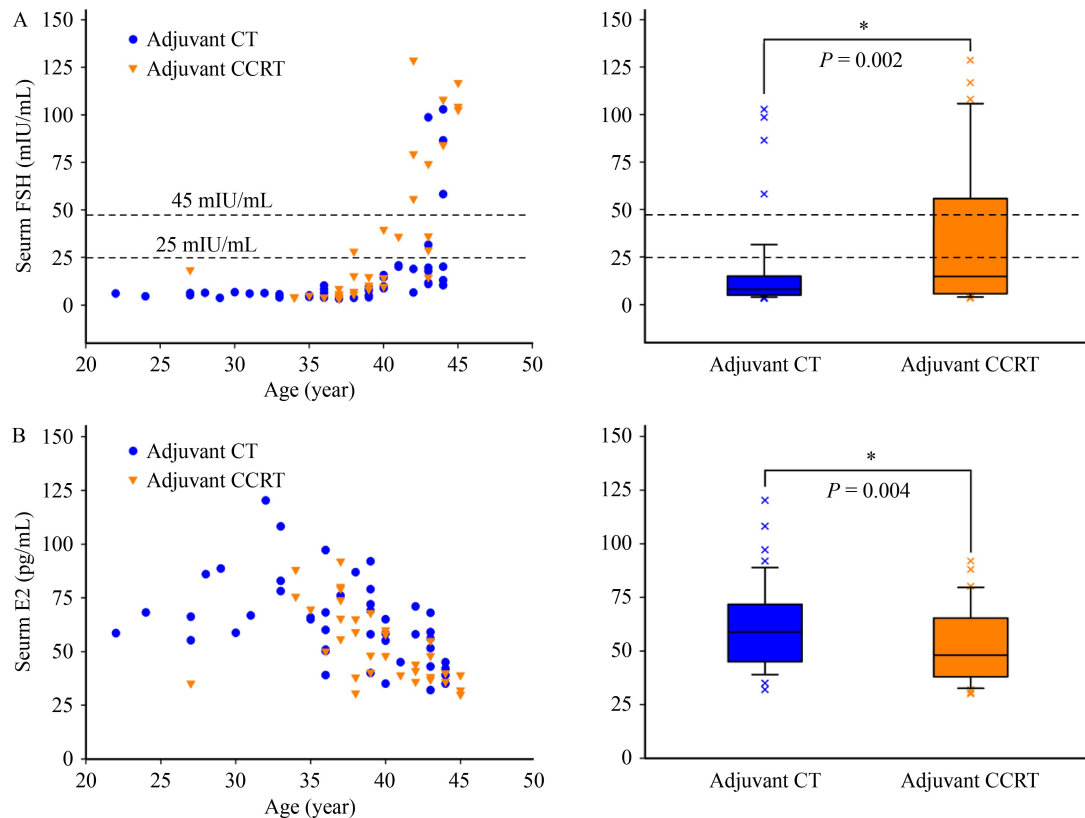 A
150
125
100
75
50
25
0
Seurm FSH (mIU/mL)
Adjuvant CT
Adjuvant CCRT
45 mIU/mL
25 mIU/mL
20 25 30 35 40 45 50
Age (year)
150
125
100
75
50
25
0
*
P = 0.002
Adjuvant CT Adjuvant CCRT
B
150
125
100
75
50
25
0
Seurm E2 (pg/mL)
Adjuvant CT
Adjuvant CCRT
20 25 30 35 40 45 50
Age (year)
150
125
100
75
50
25
0
*
P = 0.004
Adjuvant CT Adjuvant CCRT